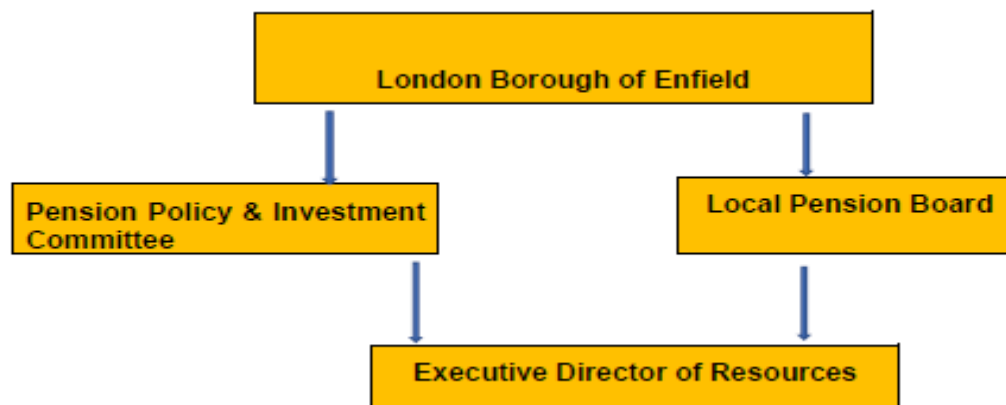 London Borough of Enfield
Pension Policy & Investment
Committee
Local Pension Board
Executive Director of Resources